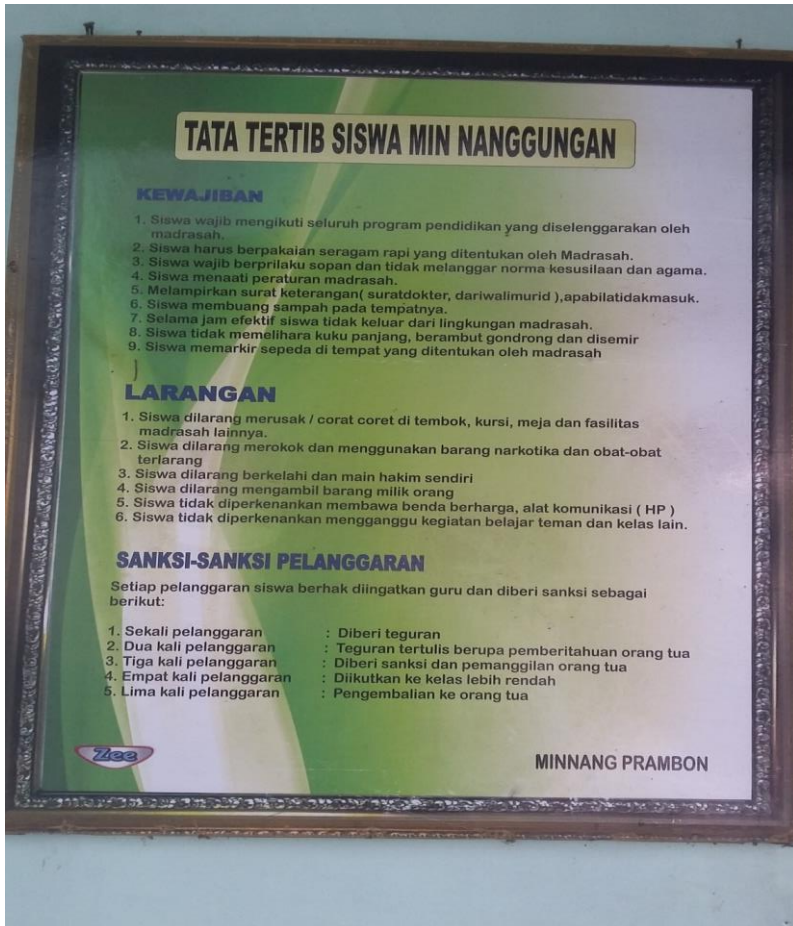 TATA TERTIB SISWA MIN NANGGUNGAN
KEWAJIBAN
1. Siswa wajib mengikuti seluruh program pendidikan yang diselenggarakan oleh
madrasah.
2. Siswa harus berpakaian seragam rapi yang ditentukan oleh Madrasah.
3. Siswa wajib berprilaku sopan dan tidak melanggar norma kesusilaan dan agama.
4. Siswa menaati peraturan madrasah.
5. Melampirkan surat keterangan( suratdokter, dariwalimurid ),apabilatidakmasuk.
6. Siswa membuang sampah pada tempatnya.
7. Selama jam efektif siswa tidak keluar dari lingkungan madrasah.
8. Siswa tidak memelihara kuku panjang, berambut gondrong dan disemir
9. Siswa memarkir sepeda di tempat yang ditentukan oleh madrasah
LARANGAN
1. Siswa dilarang merusak / corat coret di tembok, kursi, meja dan fasilitas
madrasah lainnya.
2. Siswa dilarang merokok dan menggunakan barang narkotika dan obat-obat
terlarang
3. Siswa dilarang berkelahi dan main hakim sendiri
4. Siswa dilarang mengambil barang milik orang
5. Siswa tidak diperkenankan membawa benda berharga, alat komunikasi ( HP )
6. Siswa tidak diperkenankan mengganggu kegiatan belajar teman dan kelas lain.
SANKSI-SANKSI PELANGGARAN
Setiap pelanggaran siswa berhak diingatkan guru dan diberi sanksi sebagai
berikut:
1. Sekali pelanggaran : Diberi teguran
2. Dua kali pelanggaran : Teguran tertulis berupa pemberitahuan orang tua
3. Tiga kali pelanggaran : Diberi sanksi dan pemanggilan orang tua
4. Empat kali pelanggaran : Diikutkan ke kelas lebih rendah
5. Lima kali pelanggaran : Pengembalian ke orang tua
Zee
MINNANG PRAMBON